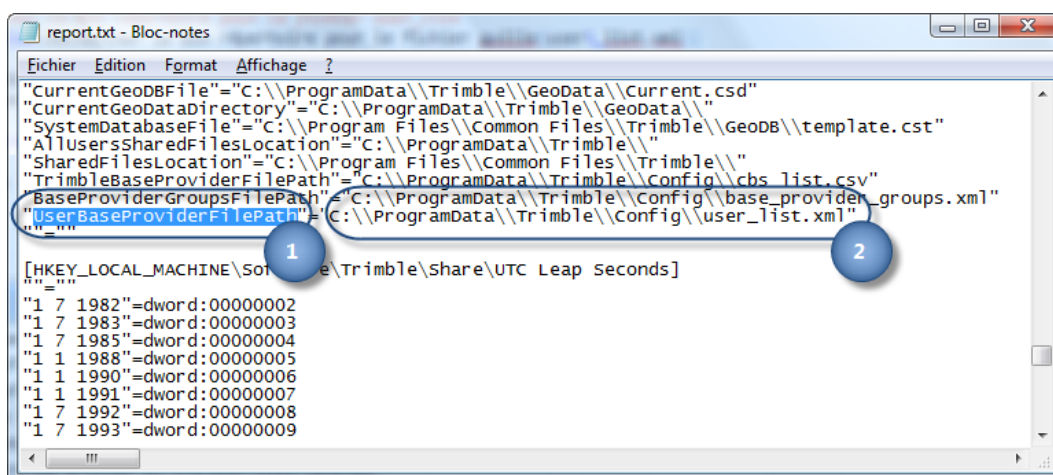 report.txt - Bloc-notes
Fichier Edition Format Affichage ?
"CurrentGeoDBFile"="C:\\ProgramData\\Trimble\\GeoData\\Current.csd"
"CurrentGeoDataDirectory"="C:\\ProgramData\\Trimble\\GeoData\\"
"SystemDatabaseFile"="C:\\Program Files\\Common Files\\Trimble\\GeoDB\\template.cst"
"AllUsersSharedFilesLocation"="C:\\ProgramData\\Trimble\\"
"SharedFilesLocation"="C:\\Program Files\\Common Files\\Trimble\\"
"TrimbleBaseProviderFilePath"="C:\\ProgramData\\Trimble\\Config\\cbs_list.csv"
"BaseProviderGroupsFilePath"="C:\\ProgramData\\Trimble\\Config\\base_provider_groups.xml"
"UserBaseProviderFilePath"="C:\\ProgramData\\Trimble\\Config\\user_list.xml"
""=""
1
2
[HKEY_LOCAL_MACHINE\So e\Trimble\Share\UTC Leap Seconds]
""=""
"1 7 1982"=dword:00000002
"1 7 1983"=dword:00000003
"1 7 1985"=dword:00000004
"1 1 1988"=dword:00000005
"1 1 1990"=dword:00000006
"1 1 1991"=dword:00000007
"1 7 1992"=dword:00000008
"1 7 1993"=dword:00000009